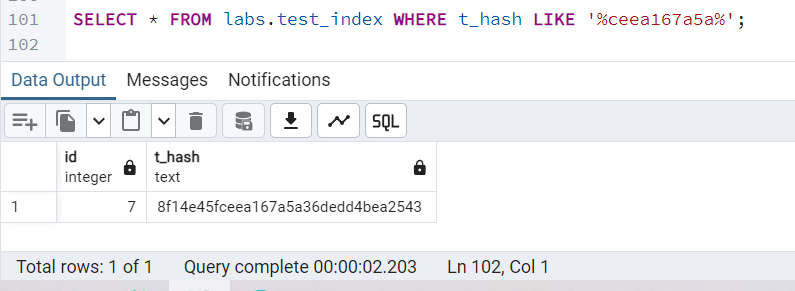 101 SELECT * FROM labs.test_index WHERE t_hash LIKE '%ceea167a5a%';
102
Data Output Messages Notifications
SQL
id t_hash
integer text
1 7 8f14e45fceea167a5a36dedd4bea2543
Total rows: 1 of 1 Query complete 00:00:02.203 Ln 102, Col 1